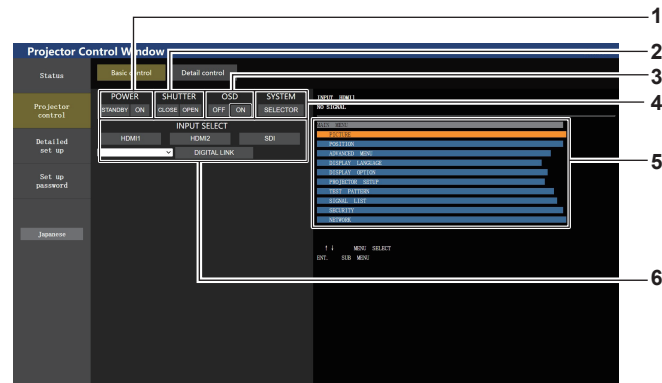 1
Projector Control Window
2
Status
Basic control
Detail control
3
POWER
SHUTTER
OSD
SYSTEM
INPUT HDMI1
4
STANDBY
ON
CLOSE
OPEN
OFF
ON
SELECTOR
NO SIGNAL
Projector
control
INPUT SELECT
MAIN MENU
HDMI1
HDMI2
SDI
PICTURE
Detailed
set up
DIGITAL LINK
POSITION
ADVANCED MENU
DISPLAY LANGUAGE
5
DISPLAY OPTION
Set up
password
PROJECTOR SETUP
TEST PATTERN
SIGNAL LIST
SECURITY
NETWORK
Japanese
↑↓ MENU SELECT
ENT. SUB MENU
6